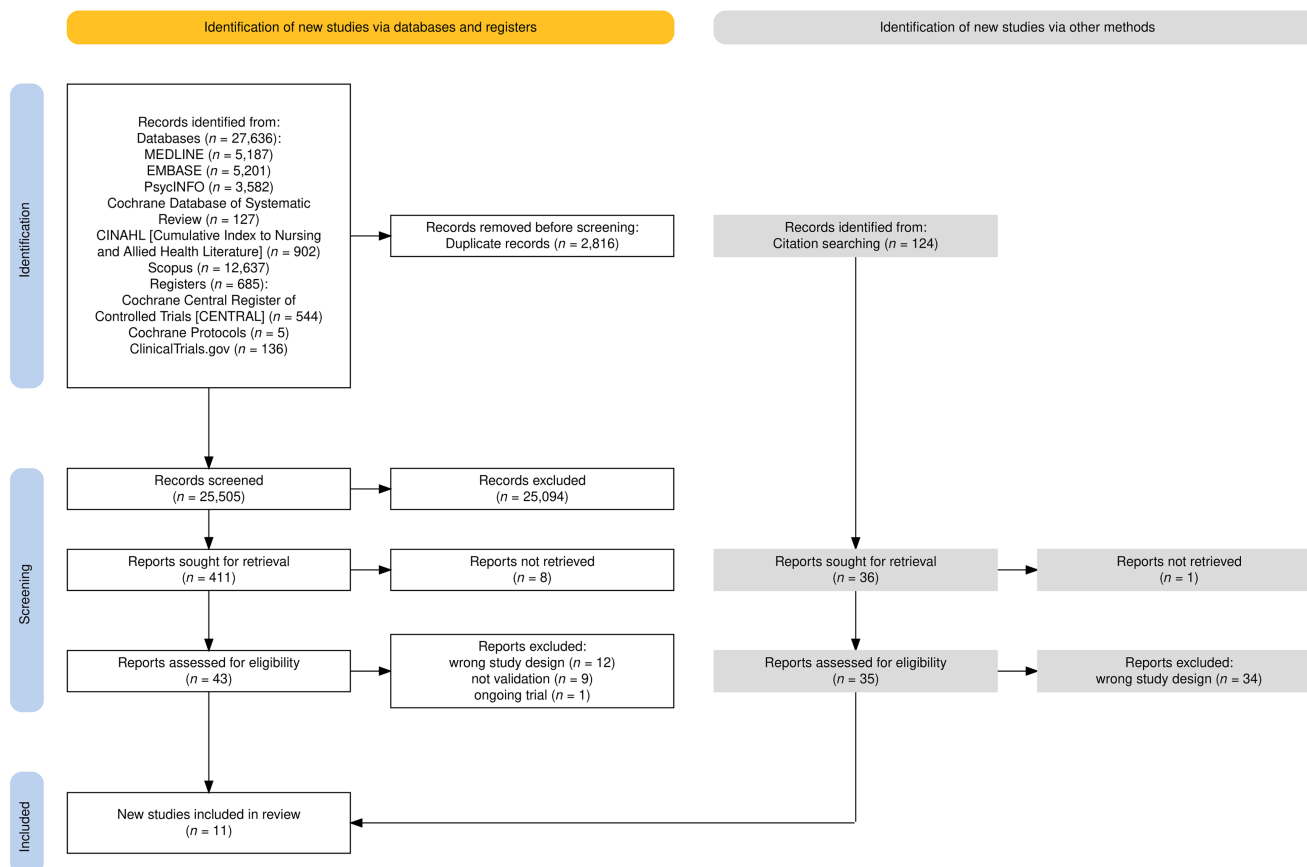 Identification of new studies via databases and registers
Identification of new studies via other methods
Identification
Records identified from:
Databases (n = 27,636):
MEDLINE (n = 5,187)
EMBASE (n = 5,201)
PsycINFO (n = 3,582)
Cochrane Database of Systematic
Review (n = 127)
CINAHL [Cumulative Index to Nursing
and Allied Health Literature] (n = 902)
Scopus (n = 12,637)
Registers (n = 685):
Cochrane Central Register of
Controlled Trials [CENTRAL] (n = 544)
Cochrane Protocols (n = 5)
ClinicalTrials.gov (n = 136)
Records removed before screening:
Duplicate records (n = 2,816)
Records identified from:
Citation searching (n = 124)
Screening
Records screened
(n = 25,505)
Records excluded
(n = 25,094)
Reports sought for retrieval
(n = 411)
Reports not retrieved
(n = 8)
Reports sought for retrieval
(n = 36)
Reports not retrieved
(n = 1)
Reports assessed for eligibility
(n = 43)
Reports excluded:
wrong study design (n = 12)
not validation (n = 9)
ongoing trial (n = 1)
Reports assessed for eligibility
(n = 35)
Reports excluded:
wrong study design (n = 34)
Included
New studies included in review
(n = 11)